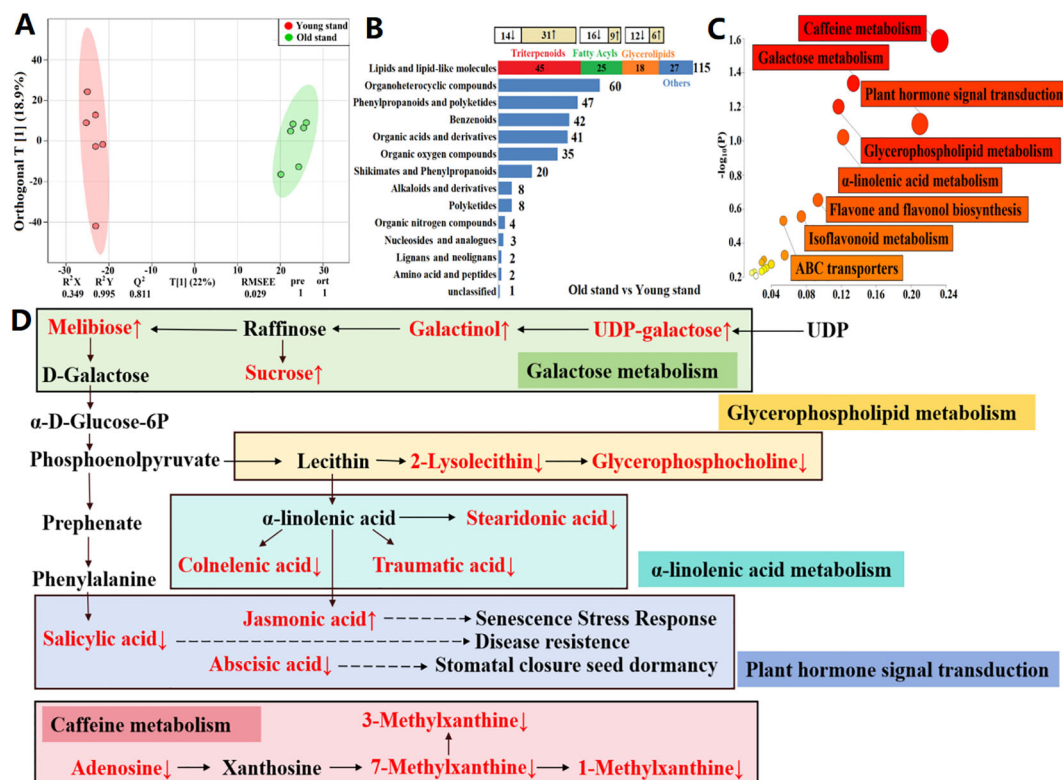 A
Young stand
Old stand
Orthogonal T [1] (18.9%)
40
20
0
-20
-40
-30 -20 -10 0 10 20 30
R²X R²Y Q² T[1] (22%) RMSEE pre ort
0.349 0.995 0.811 0.029 1 1
B
14↓ 31↑ 16↓ 9↑ 12↓ 6↑
Triterpenoids Fatty Acyls Glycerolipids
Lipids and lipid-like molecules 45 25 18 27 115
Others
Organoheterocyclic compounds 60
Phenylpropanoids and polyketides 47
Benzenoids 42
Organic acids and derivatives 41
Organic oxygen compounds 35
Shikimates and Phenylpropanoids 20
Alkaloids and derivatives 8
Polyketides 8
Organic nitrogen compounds 4
Nucleosides and analogues 3
Lignans and neolignans 2
Amino acid and peptides 2
unclassified 1
Old stand vs Young stand
C
-log₁₀(P)
1.6
1.4
1.2
1.0
0.8
0.6
0.4
0.2
0.04 0.08 0.12 0.16 0.20 0.24
Caffeine metabolism
Galactose metabolism
Plant hormone signal transduction
Glycerophospholipid metabolism
α-linolenic acid metabolism
Flavone and flavonol biosynthesis
Isoflavonoid metabolism
ABC transporters
D
Melibiose↑ Raffinose Galactinol↑ UDP-galactose↑ UDP
D-Galactose Sucrose↑ Galactose metabolism
α-D-Glucose-6P
Glycerophospholipid metabolism
Phosphoenolpyruvate Lecithin 2-Lysolecithin↓ Glycerophosphocholine↓
Prephenate α-linolenic acid Stearidonic acid↓
Colnelenic acid↓ Traumatic acid↓
Phenylalanine
α-linolenic acid metabolism
Jasmonic acid↑ Senescence Stress Response
Salicylic acid↓ Disease resistence
Abscisic acid↓ Stomatal closure seed dormancy
Plant hormone signal transduction
Caffeine metabolism
3-Methylxanthine↓
Adenosine↓ Xanthosine 7-Methylxanthine↓ 1-Methylxanthine↓